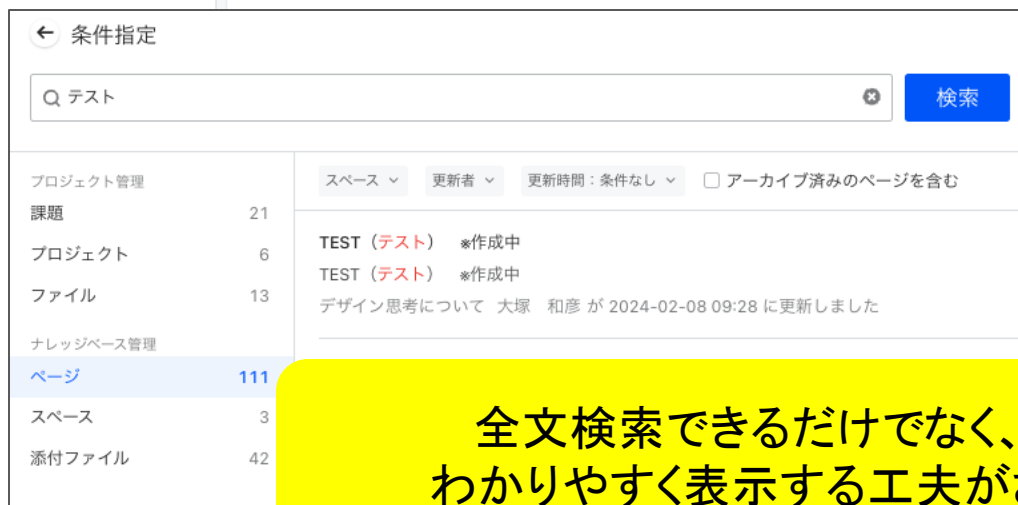 条件指定
テスト
検索
プロジェクト管理
課題 21
プロジェクト 6
ファイル 13
ナレッジベース管理
ページ 111
スペース 3
添付ファイル 42
スペース 更新者 更新時間：条件なし アーカイブ済みのページを含む
TEST（テスト） ※作成中
TEST（テスト） ※作成中
デザイン思考について 大塚 和彦 が 2024-02-08 09:28 に更新しました
全文検索できるだけでなく、
わかりやすく表示する工夫が